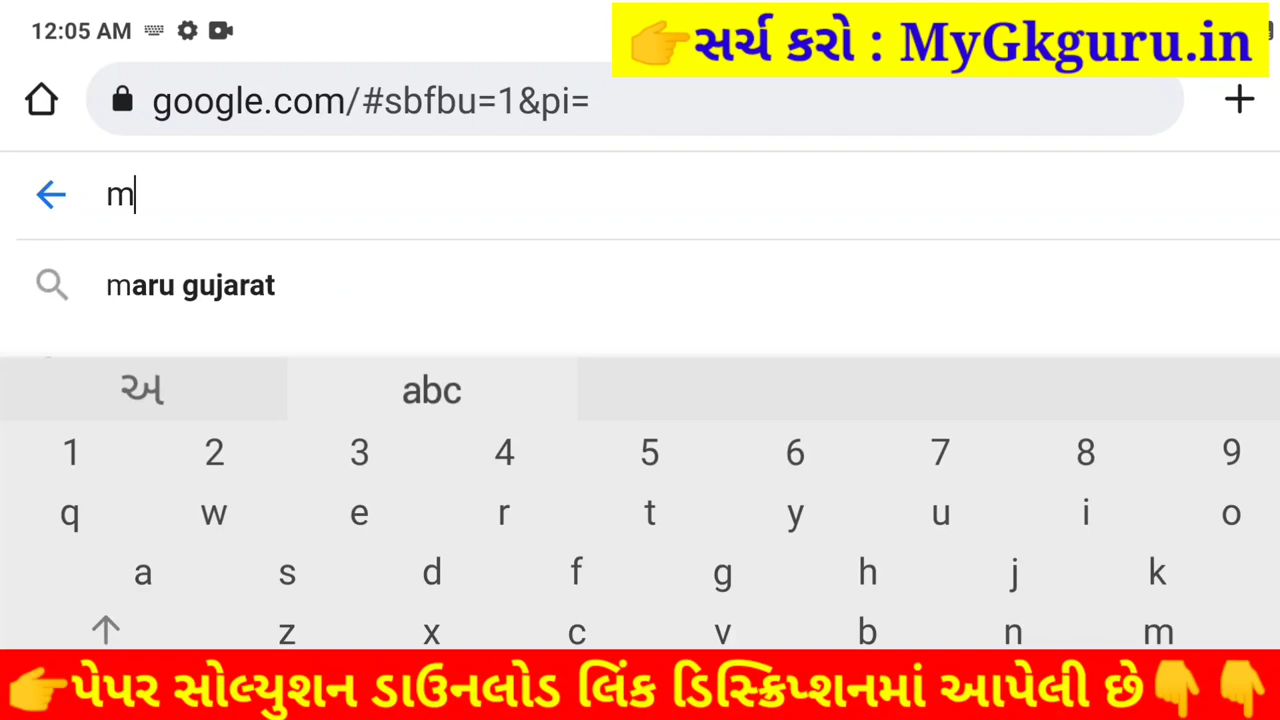 12:05 AM
👉સર્ચ કરો : MyGkguru.in
google.com/#sbfbu=1&pi=
m
maru gujarat
અ abc
1 2 3 4 5 6 7 8 9
q w e r t y u i o
a s d f g h j k
z x c v b n m
👉પેપર સોલ્યુશન ડાઉનલોડ લિંક ડિસ્ક્રિપ્શનમાં આપેલી છે👇👇